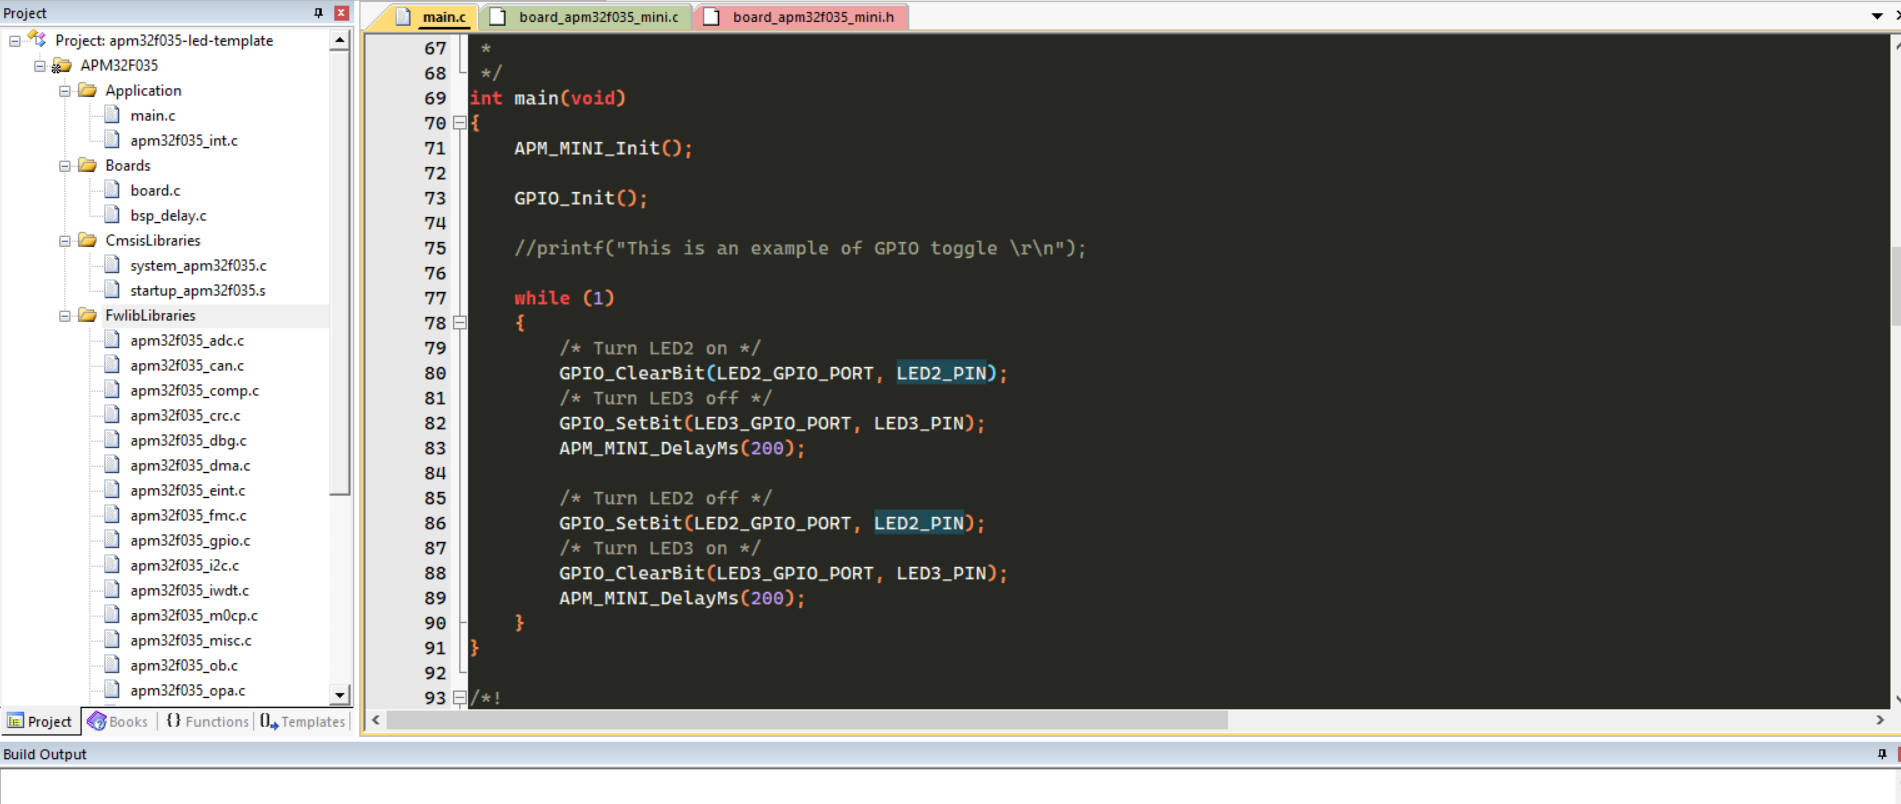 Project
Project: apm32f035-led-template
APM32F035
Application
main.c
apm32f035_int.c
Boards
board.c
bsp_delay.c
CmsisLibraries
system_apm32f035.c
startup_apm32f035.s
FwlibLibraries
apm32f035_adc.c
apm32f035_can.c
apm32f035_comp.c
apm32f035_crc.c
apm32f035_dbg.c
apm32f035_dma.c
apm32f035_eint.c
apm32f035_fmc.c
apm32f035_gpio.c
apm32f035_i2c.c
apm32f035_iwdt.c
apm32f035_m0cp.c
apm32f035_misc.c
apm32f035_ob.c
apm32f035_opa.c
Project Books {} Functions Templates
main.c board_apm32f035_mini.c board_apm32f035_mini.h
67 *
68 */
69 int main(void)
70 {
71 APM_MINI_Init();
72
73 GPIO_Init();
74
75 //printf("This is an example of GPIO toggle \r\n");
76
77 while (1)
78 {
79 /* Turn LED2 on */
80 GPIO_ClearBit(LED2_GPIO_PORT, LED2_PIN);
81 /* Turn LED3 off */
82 GPIO_SetBit(LED3_GPIO_PORT, LED3_PIN);
83 APM_MINI_DelayMs(200);
84
85 /* Turn LED2 off */
86 GPIO_SetBit(LED2_GPIO_PORT, LED2_PIN);
87 /* Turn LED3 on */
88 GPIO_ClearBit(LED3_GPIO_PORT, LED3_PIN);
89 APM_MINI_DelayMs(200);
90 }
91 }
92
93 /*!
Build Output